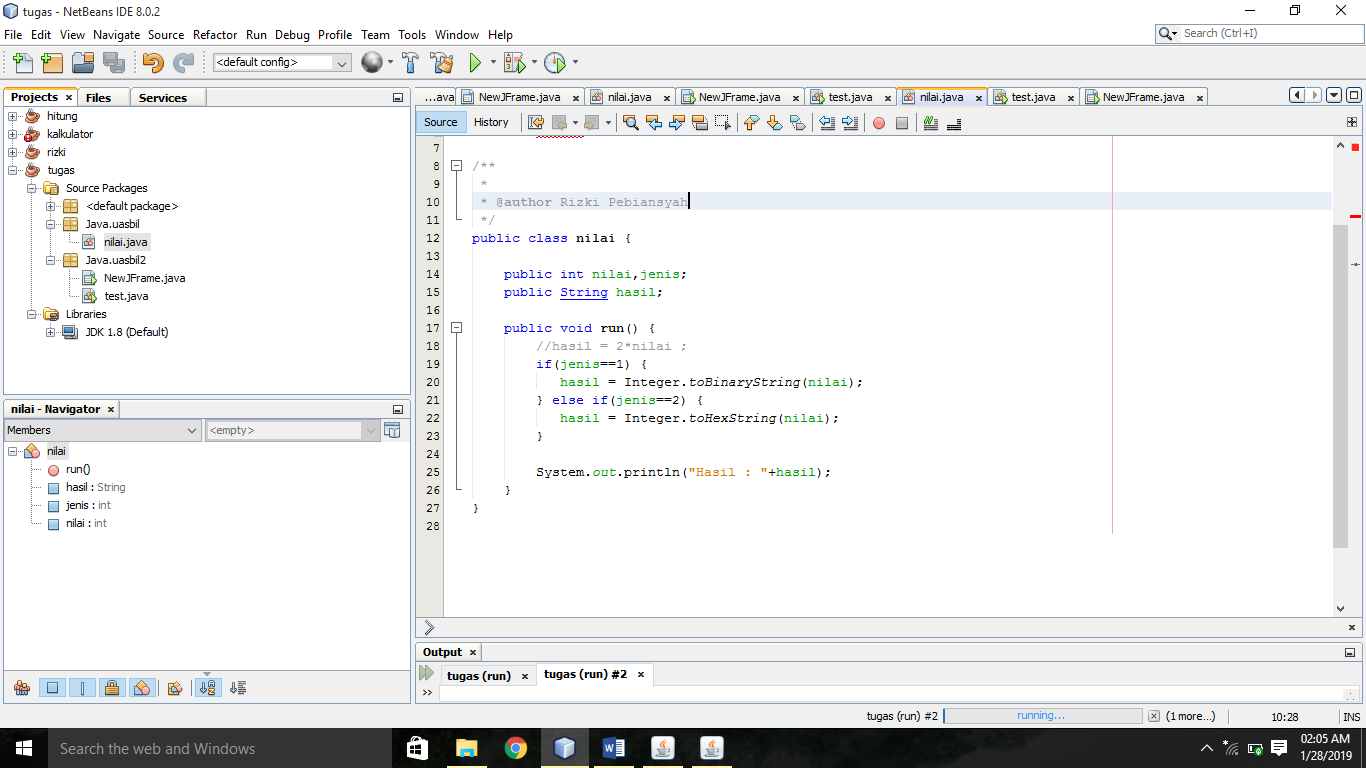 tugas - NetBeans IDE 8.0.2
File Edit View Navigate Source Refactor Run Debug Profile Team Tools Window Help
Search (Ctrl+I)
<default config>
Projects
Files
Services
hitung
kalkulator
rizki
tugas
Source Packages
<default package>
Java.uasbil
nilai.java
Java.uasbil2
NewJFrame.java
test.java
Libraries
JDK 1.8 (Default)
nilai - Navigator
Members
<empty>
nilai
run()
hasil : String
jenis : int
nilai : int
...ava
NewJFrame.java
nilai.java
NewJFrame.java
test.java
nilai.java
test.java
NewJFrame.java
Source
History
7
8 /**
9 *
10 * @author Rizki Pebiansyah
11 */
12 public class nilai {
13
14 public int nilai,jenis;
15 public String hasil;
16
17 public void run() {
18 //hasil = 2*nilai ;
19 if(jenis==1) {
20 hasil = Integer.toBinaryString(nilai);
21 } else if(jenis==2) {
22 hasil = Integer.toHexString(nilai);
23 }
24
25 System.out.println("Hasil : "+hasil);
26 }
27 }
28
Output
tugas (run)
tugas (run) #2
tugas (run) #2
running...
(1 more...)
10:28
INS
Search the web and Windows
02:05 AM
1/28/2019